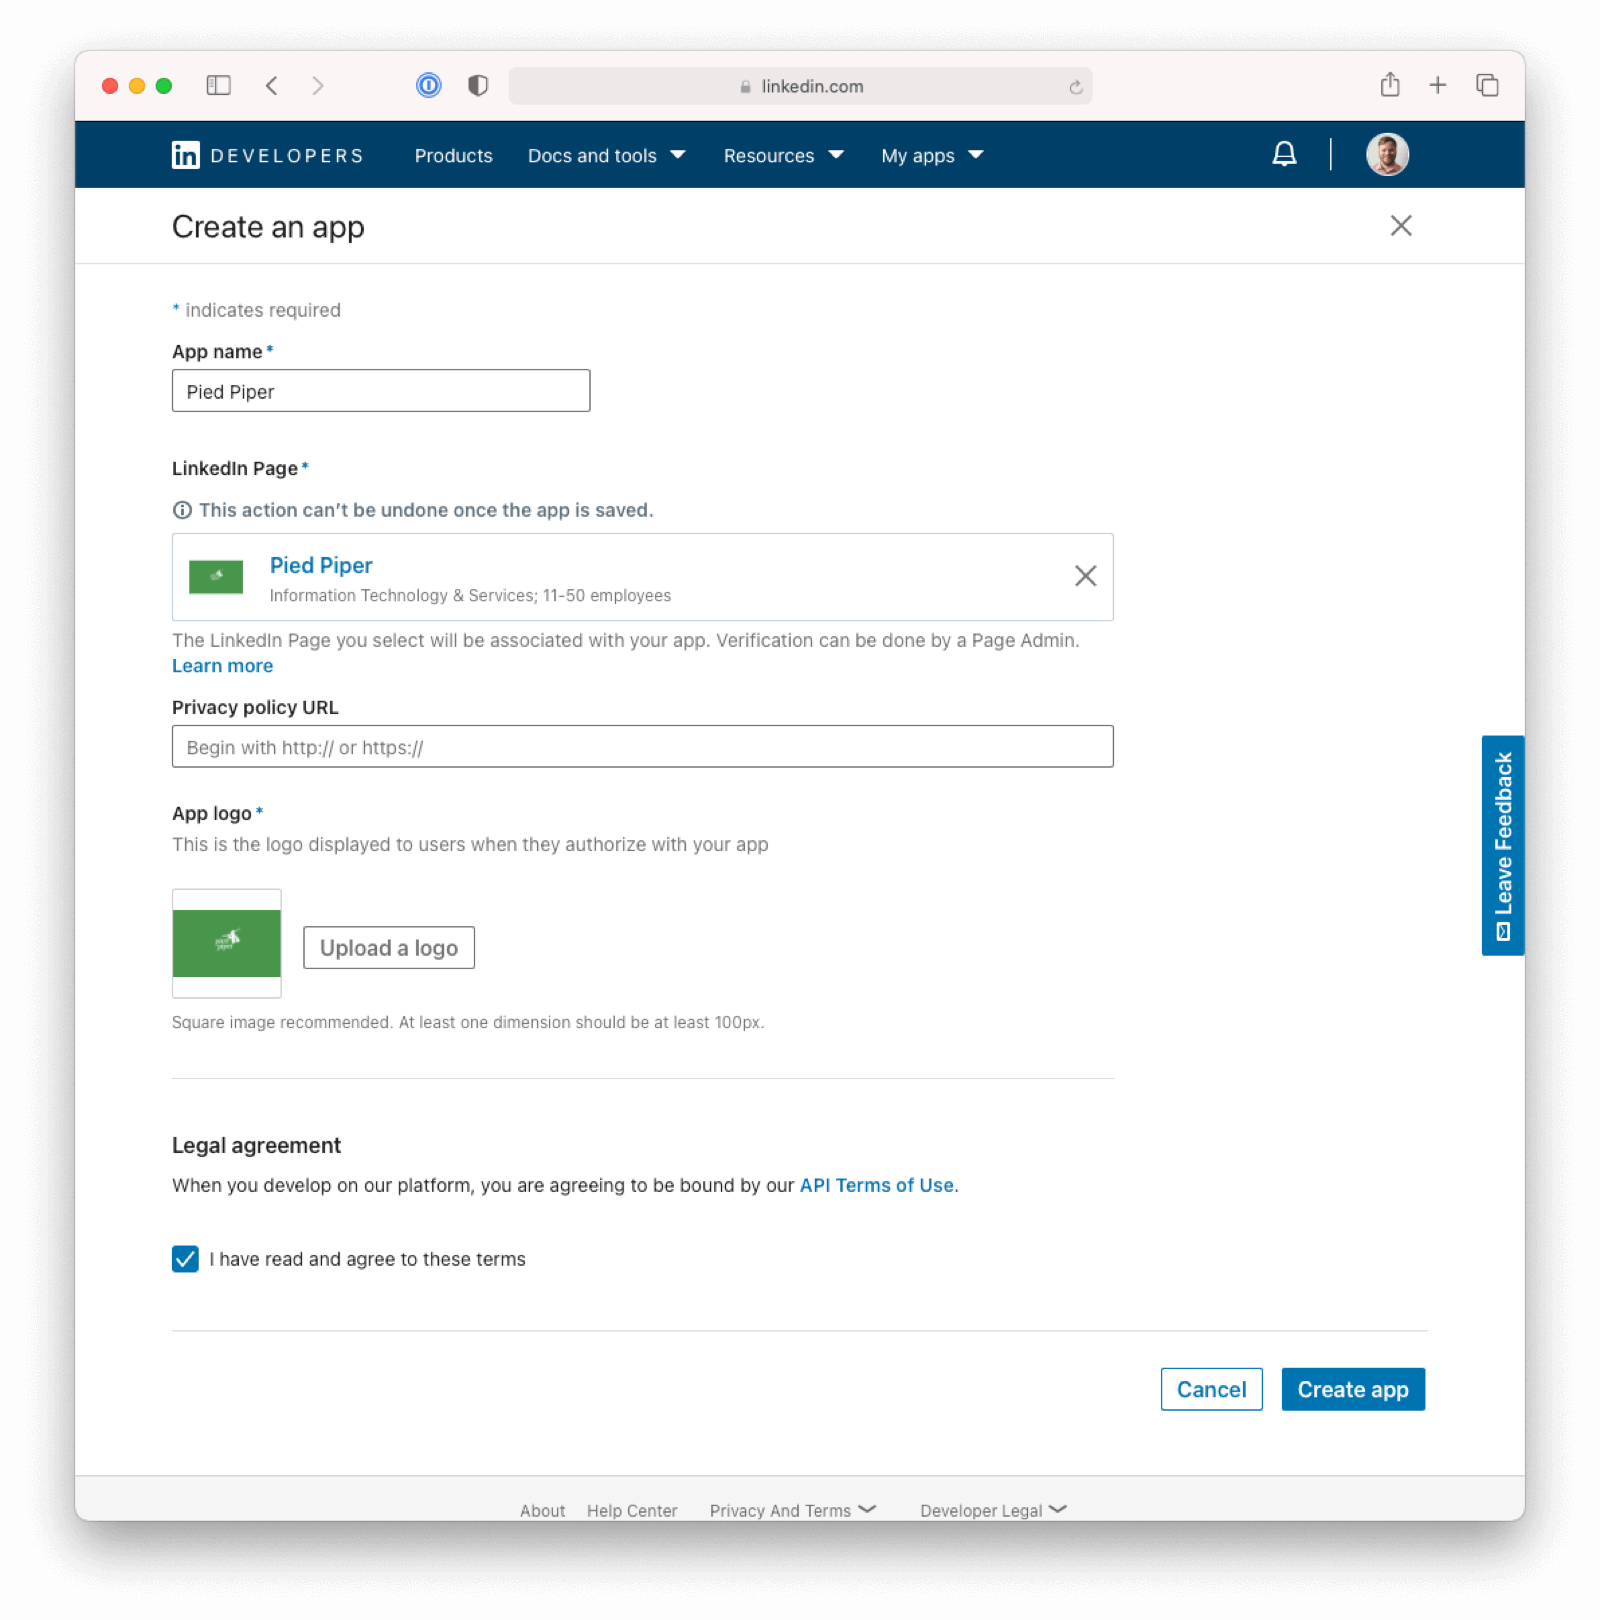 linkedin.com
in DEVELOPERS Products Docs and tools Resources My apps
Create an app
* indicates required
App name *
Pied Piper
LinkedIn Page *
This action can't be undone once the app is saved.
Pied Piper
Information Technology & Services; 11-50 employees
The LinkedIn Page you select will be associated with your app. Verification can be done by a Page Admin.
Learn more
Privacy policy URL
Begin with http:// or https://
Leave Feedback
App logo *
This is the logo displayed to users when they authorize with your app
pied
piper
Upload a logo
Square image recommended. At least one dimension should be at least 100px.
Legal agreement
When you develop on our platform, you are agreeing to be bound by our API Terms of Use.
I have read and agree to these terms
Cancel Create app
About Help Center Privacy And Terms Developer Legal